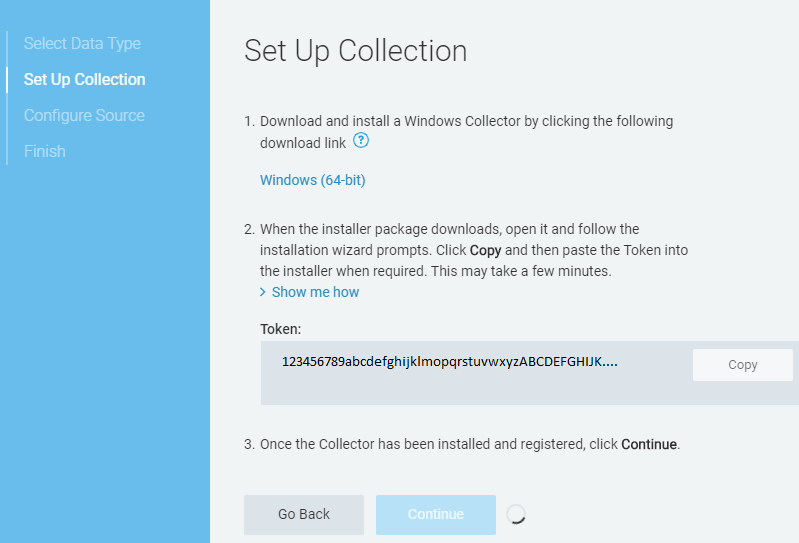 Select Data Type
Set Up Collection
Configure Source
Finish
Set Up Collection
1. Download and install a Windows Collector by clicking the following
download link ?
Windows (64-bit)
2. When the installer package downloads, open it and follow the
installation wizard prompts. Click Copy and then paste the Token into
the installer when required. This may take a few minutes.
> Show me how
Token:
123456789abcdefghijklmopqrstuvwxyzABCDEFGHIJK....
Copy
3. Once the Collector has been installed and registered, click Continue.
Go Back
Continue